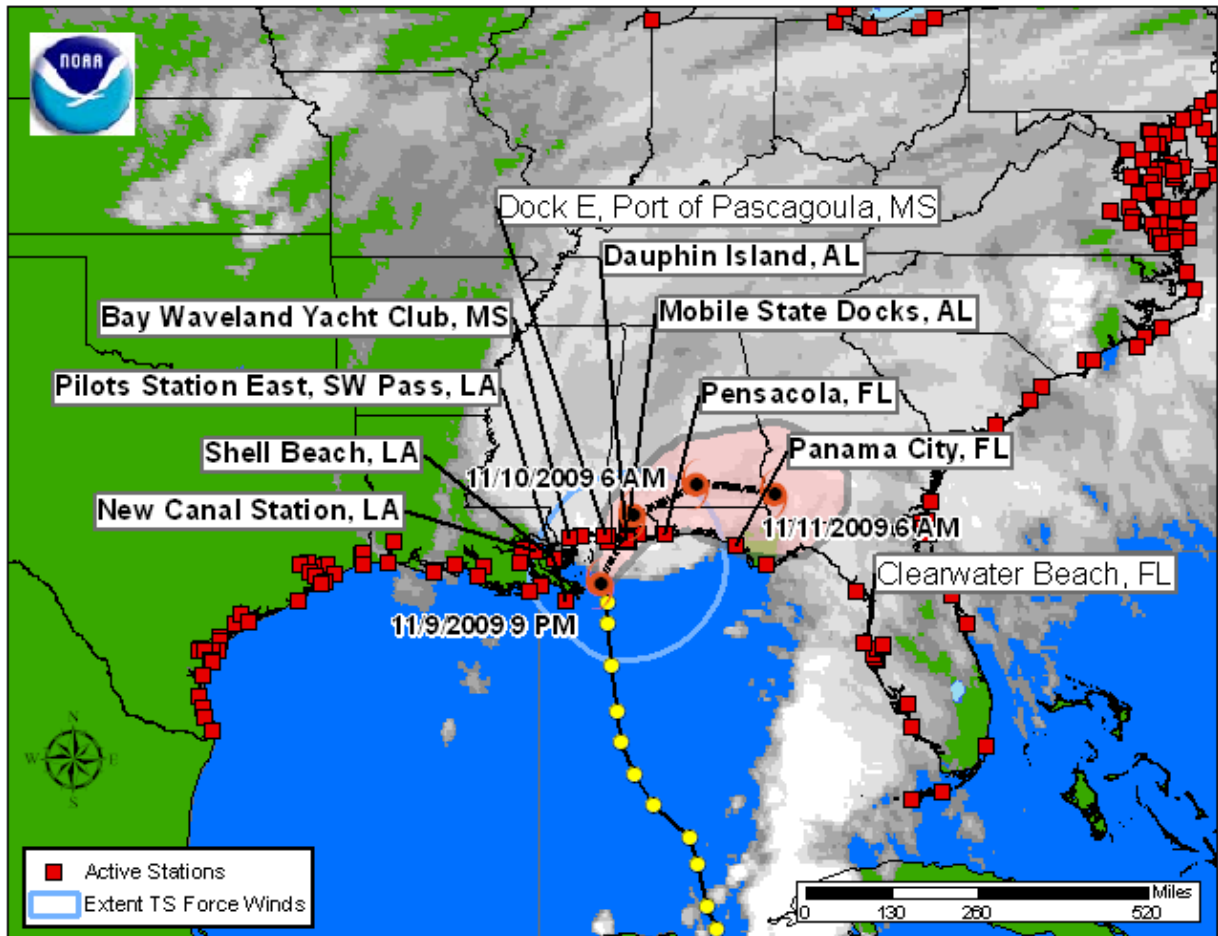 NOAA
Dock E, Port of Pascagoula, MS
Dauphin Island, AL
Bay Waveland Yacht Club, MS
Mobile State Docks, AL
Pilots Station East, SW Pass, LA
Pensacola, FL
Shell Beach, LA
Panama City, FL
11/10/2009 6 AM
New Canal Station, LA
11/11/2009 6 AM
Clearwater Beach, FL
11/9/2009 9 PM
N
W E
S
Active Stations
Extent TS Force Winds
Miles
0 130 260 520